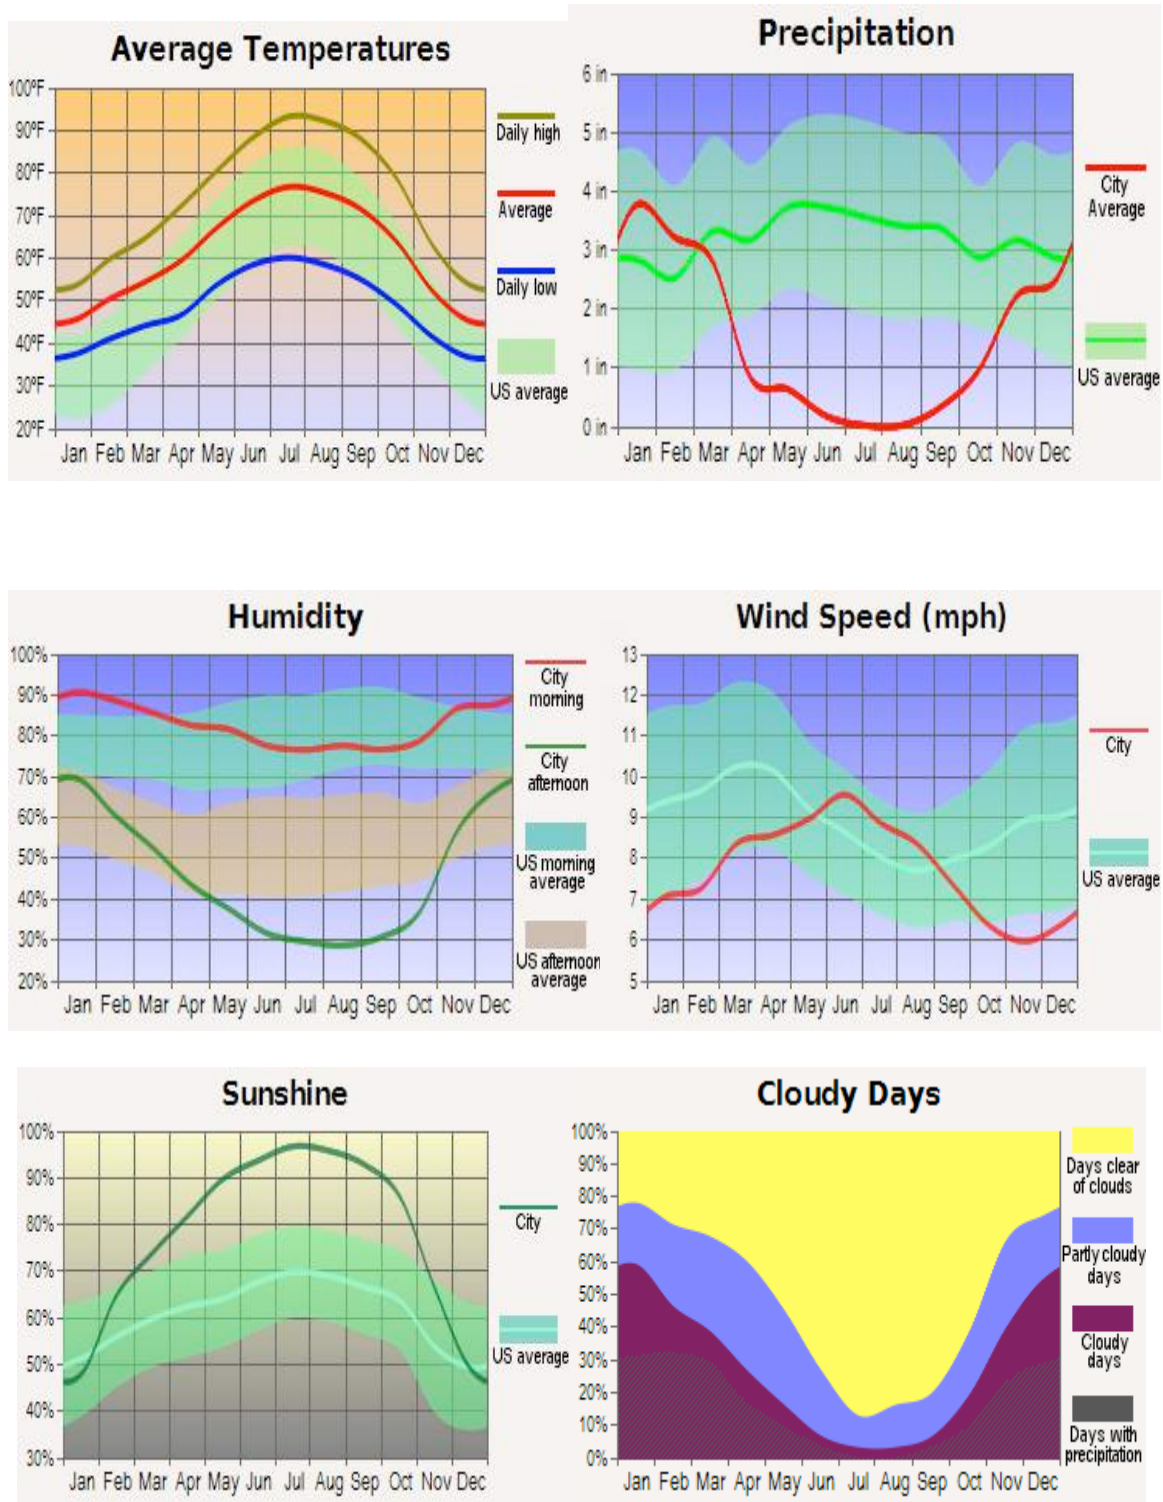 Average Temperatures
100ºF
90ºF
80ºF
70ºF
60ºF
50ºF
40ºF
30ºF
20ºF
Jan Feb Mar Apr May Jun Jul Aug Sep Oct Nov Dec
Daily high
Average
Daily low
US average
Precipitation
6 in
5 in
4 in
3 in
2 in
1 in
0 in
Jan Feb Mar Apr May Jun Jul Aug Sep Oct Nov Dec
City
Average
US average
Humidity
100%
90%
80%
70%
60%
50%
40%
30%
20%
Jan Feb Mar Apr May Jun Jul Aug Sep Oct Nov Dec
City
morning
City
afternoon
US morning
average
US afternoon
average
Wind Speed (mph)
13
12
11
10
9
8
7
6
5
Jan Feb Mar Apr May Jun Jul Aug Sep Oct Nov Dec
City
US average
Sunshine
100%
90%
80%
70%
60%
50%
40%
30%
Jan Feb Mar Apr May Jun Jul Aug Sep Oct Nov Dec
City
US average
Cloudy Days
100%
90%
80%
70%
60%
50%
40%
30%
20%
10%
0%
Jan Feb Mar Apr May Jun Jul Aug Sep Oct Nov Dec
Days clear
of clouds
Partly cloudy
days
Cloudy
days
Days with
precipitation